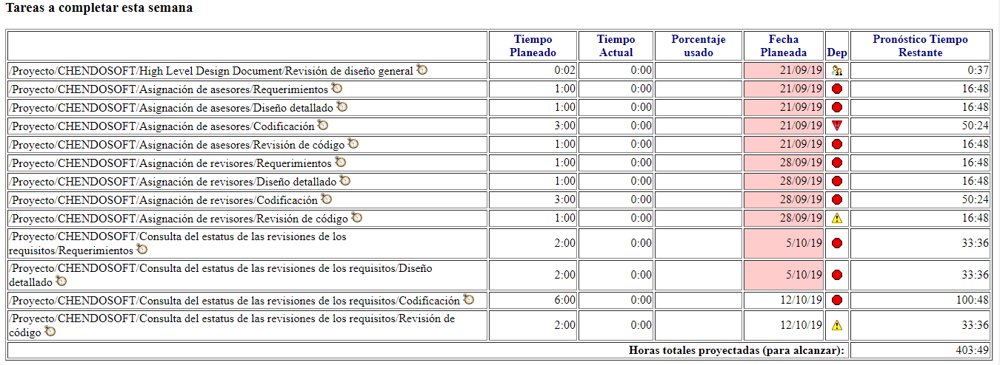 Tareas a completar esta semana
Tiempo Planeado Tiempo Actual Porcentaje usado Fecha Planeada Dep Pronóstico Tiempo Restante
/Proyecto/CHENDOSOFT/High Level Design Document/Revisión de diseño general 0:02 0:00 21/09/19 0:37
/Proyecto/CHENDOSOFT/Asignación de asesores/Requerimientos 1:00 0:00 21/09/19 16:48
/Proyecto/CHENDOSOFT/Asignación de asesores/Diseño detallado 1:00 0:00 21/09/19 16:48
/Proyecto/CHENDOSOFT/Asignación de asesores/Codificación 3:00 0:00 21/09/19 50:24
/Proyecto/CHENDOSOFT/Asignación de asesores/Revisión de código 1:00 0:00 21/09/19 16:48
/Proyecto/CHENDOSOFT/Asignación de revisores/Requerimientos 1:00 0:00 28/09/19 16:48
/Proyecto/CHENDOSOFT/Asignación de revisores/Diseño detallado 1:00 0:00 28/09/19 16:48
/Proyecto/CHENDOSOFT/Asignación de revisores/Codificación 3:00 0:00 28/09/19 50:24
/Proyecto/CHENDOSOFT/Asignación de revisores/Revisión de código 1:00 0:00 28/09/19 16:48
/Proyecto/CHENDOSOFT/Consulta del estatus de las revisiones de los
requisitos/Requerimientos 2:00 0:00 5/10/19 33:36
/Proyecto/CHENDOSOFT/Consulta del estatus de las revisiones de los requisitos/Diseño
detallado 2:00 0:00 5/10/19 33:36
/Proyecto/CHENDOSOFT/Consulta del estatus de las revisiones de los requisitos/Codificación 6:00 0:00 12/10/19 100:48
/Proyecto/CHENDOSOFT/Consulta del estatus de las revisiones de los requisitos/Revisión de
código 2:00 0:00 12/10/19 33:36
Horas totales proyectadas (para alcanzar): 403:49